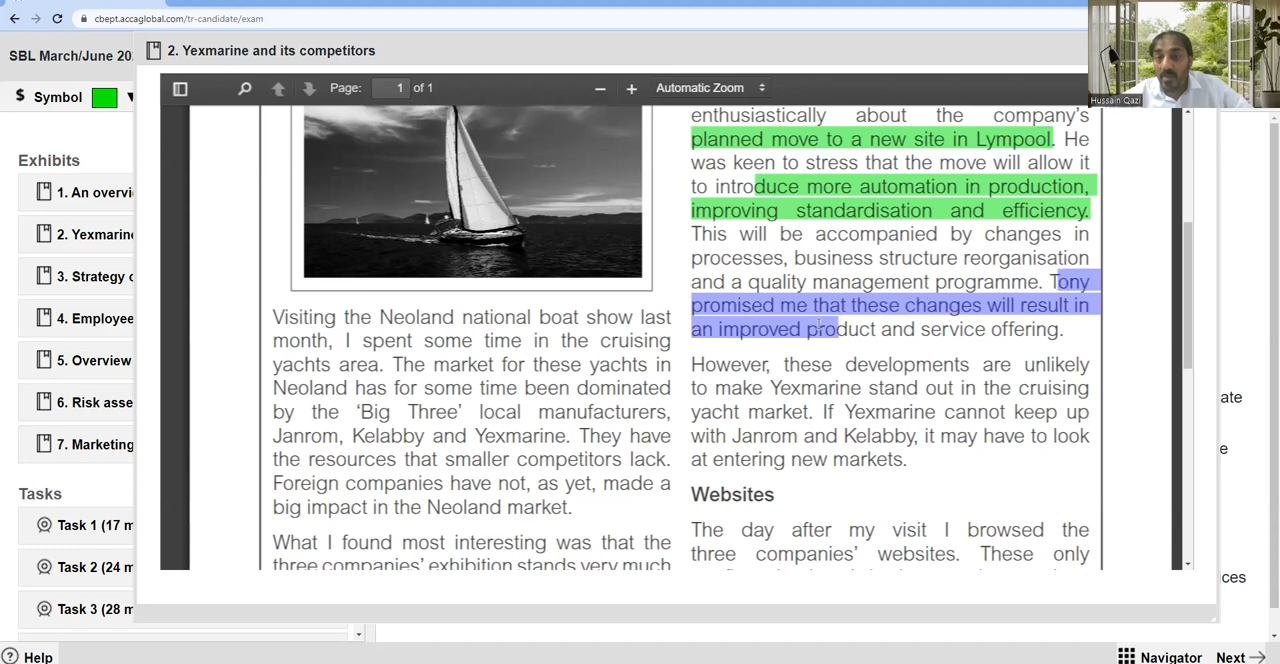 cbept.accaglobal.com/tr-candidate/exam
SBL March/June 20
2. Yexmarine and its competitors
$ Symbol
Page: 1 of 1
Automatic Zoom
Hussain Qazi
Exhibits
1. An overvi
2. Yexmarin
3. Strategy
4. Employee
5. Overview
6. Risk asse
7. Marketing
Tasks
Task 1 (17 m
Task 2 (24 m
Task 3 (28 m
Visiting the Neoland national boat show last
month, I spent some time in the cruising
yachts area. The market for these yachts in
Neoland has for some time been dominated
by the ‘Big Three’ local manufacturers,
Janrom, Kelabby and Yexmarine. They have
the resources that smaller competitors lack.
Foreign companies have not, as yet, made a
big impact in the Neoland market.
What I found most interesting was that the
three companies’ exhibition stands very much
enthusiastically about the company’s
planned move to a new site in Lympool. He
was keen to stress that the move will allow it
to introduce more automation in production,
improving standardisation and efficiency.
This will be accompanied by changes in
processes, business structure reorganisation
and a quality management programme. Tony
promised me that these changes will result in
an improved product and service offering.
However, these developments are unlikely
to make Yexmarine stand out in the cruising
yacht market. If Yexmarine cannot keep up
with Janrom and Kelabby, it may have to look
at entering new markets.
Websites
The day after my visit I browsed the
three companies’ websites. These only
ate
e
ices
Help
Navigator
Next